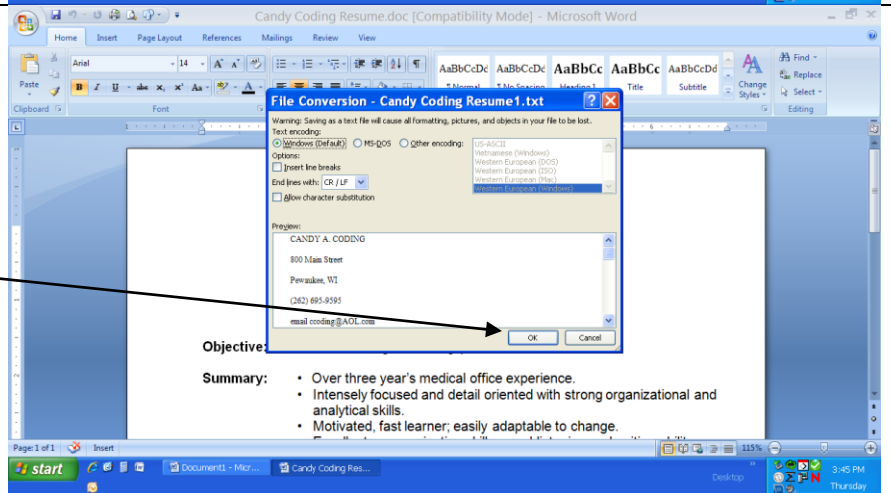 Candy Coding Resume.doc [Compatibility Mode] - Microsoft Word
Home Insert Page Layout References Mailings Review View
Paste
Arial 14
B I U abe x, x² Aa A
AaBbCcDc AaBbCcDc AaBbCc AaBbCc AaBbCcDd
Title Subtitle
Change Styles
Find
Replace
Select
Clipboard Font Editing
File Conversion - Candy Coding Resume1.txt
Warning: Saving as a text file will cause all formatting, pictures, and objects in your file to be lost.
Text encoding:
Windows (Default) MS-DOS Other encoding:
US-ASCII
Vietnamese (Windows)
Western European (DOS)
Western European (ISO)
Western European (Mac)
Western European (Windows)
Options:
Insert line breaks
End lines with: CR / LF
Allow character substitution
Preview:
CANDY A. CODING
800 Main Street
Pewaukee, WI
(262) 695-9595
email ccoding@AOL.com
OK Cancel
Objective:
Summary: • Over three year's medical office experience.
• Intensely focused and detail oriented with strong organizational and
analytical skills.
• Motivated, fast learner; easily adaptable to change.
Page: 1 of 1 Insert 115%
start Document1 - Micr... Candy Coding Res... Desktop 3:45 PM
Thursday